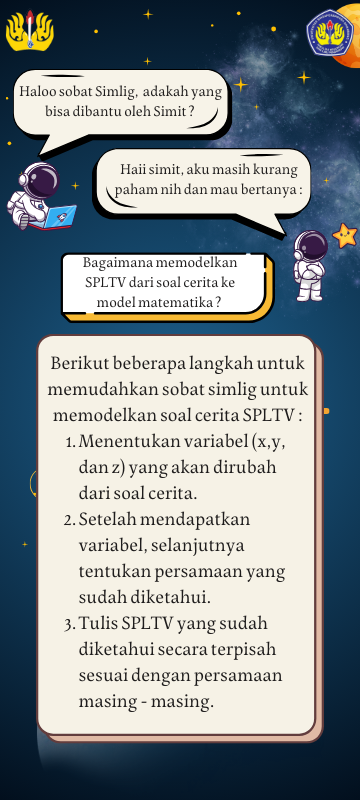 Haloo sobat Simlig, adakah yang
bisa dibantu oleh Simit ?
Haii simit, aku masih kurang
paham nih dan mau bertanya :
Bagaimana memodelkan
SPLTV dari soal cerita ke
model matematika ?
Berikut beberapa langkah untuk
memudahkan sobat simlig untuk
memodelkan soal cerita SPLTV :
1. Menentukan variabel (x,y,
dan z) yang akan dirubah
dari soal cerita.
2. Setelah mendapatkan
variabel, selanjutnya
tentukan persamaan yang
sudah diketahui.
3. Tulis SPLTV yang sudah
diketahui secara terpisah
sesuai dengan persamaan
masing - masing.